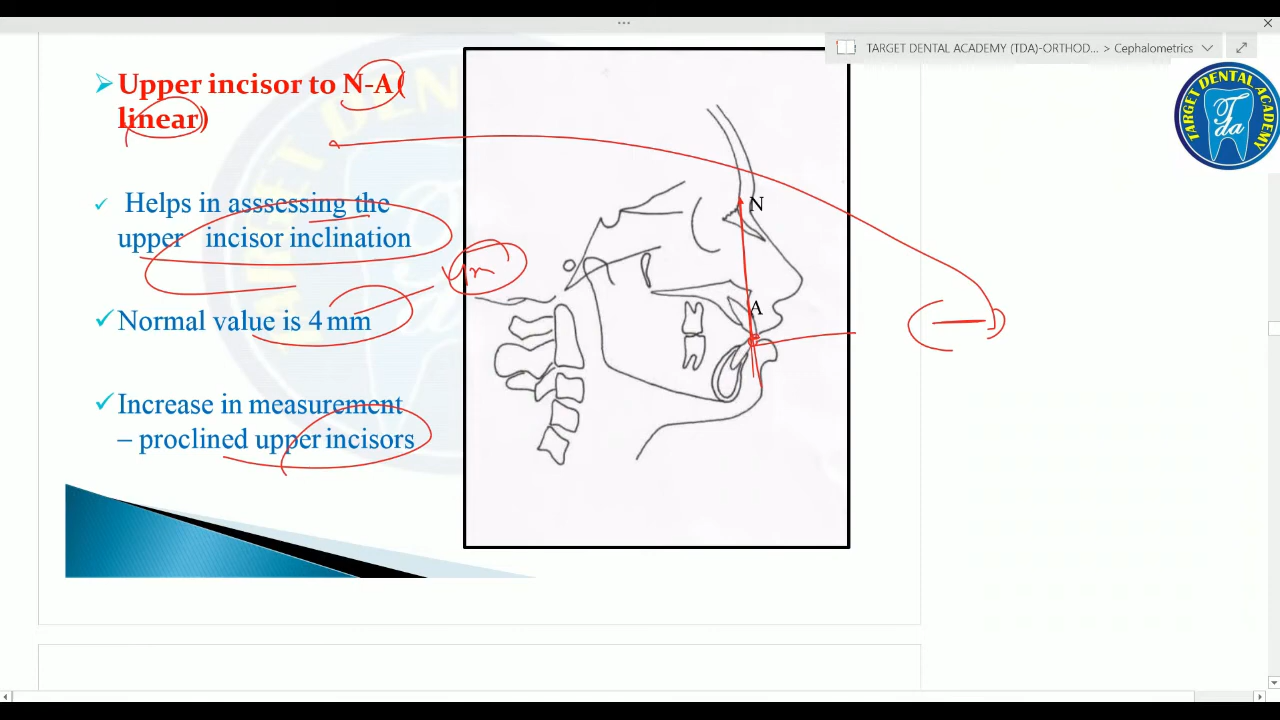 TARGET DENTAL ACADEMY (TDA)-ORTHOD... > Cephalometrics
TARGET DENTAL ACADEMY
Tda
Upper incisor to N-A(
linear)
Helps in asssessing the
upper incisor inclination
Normal value is 4 mm
Increase in measurement
– proclined upper incisors
N
A